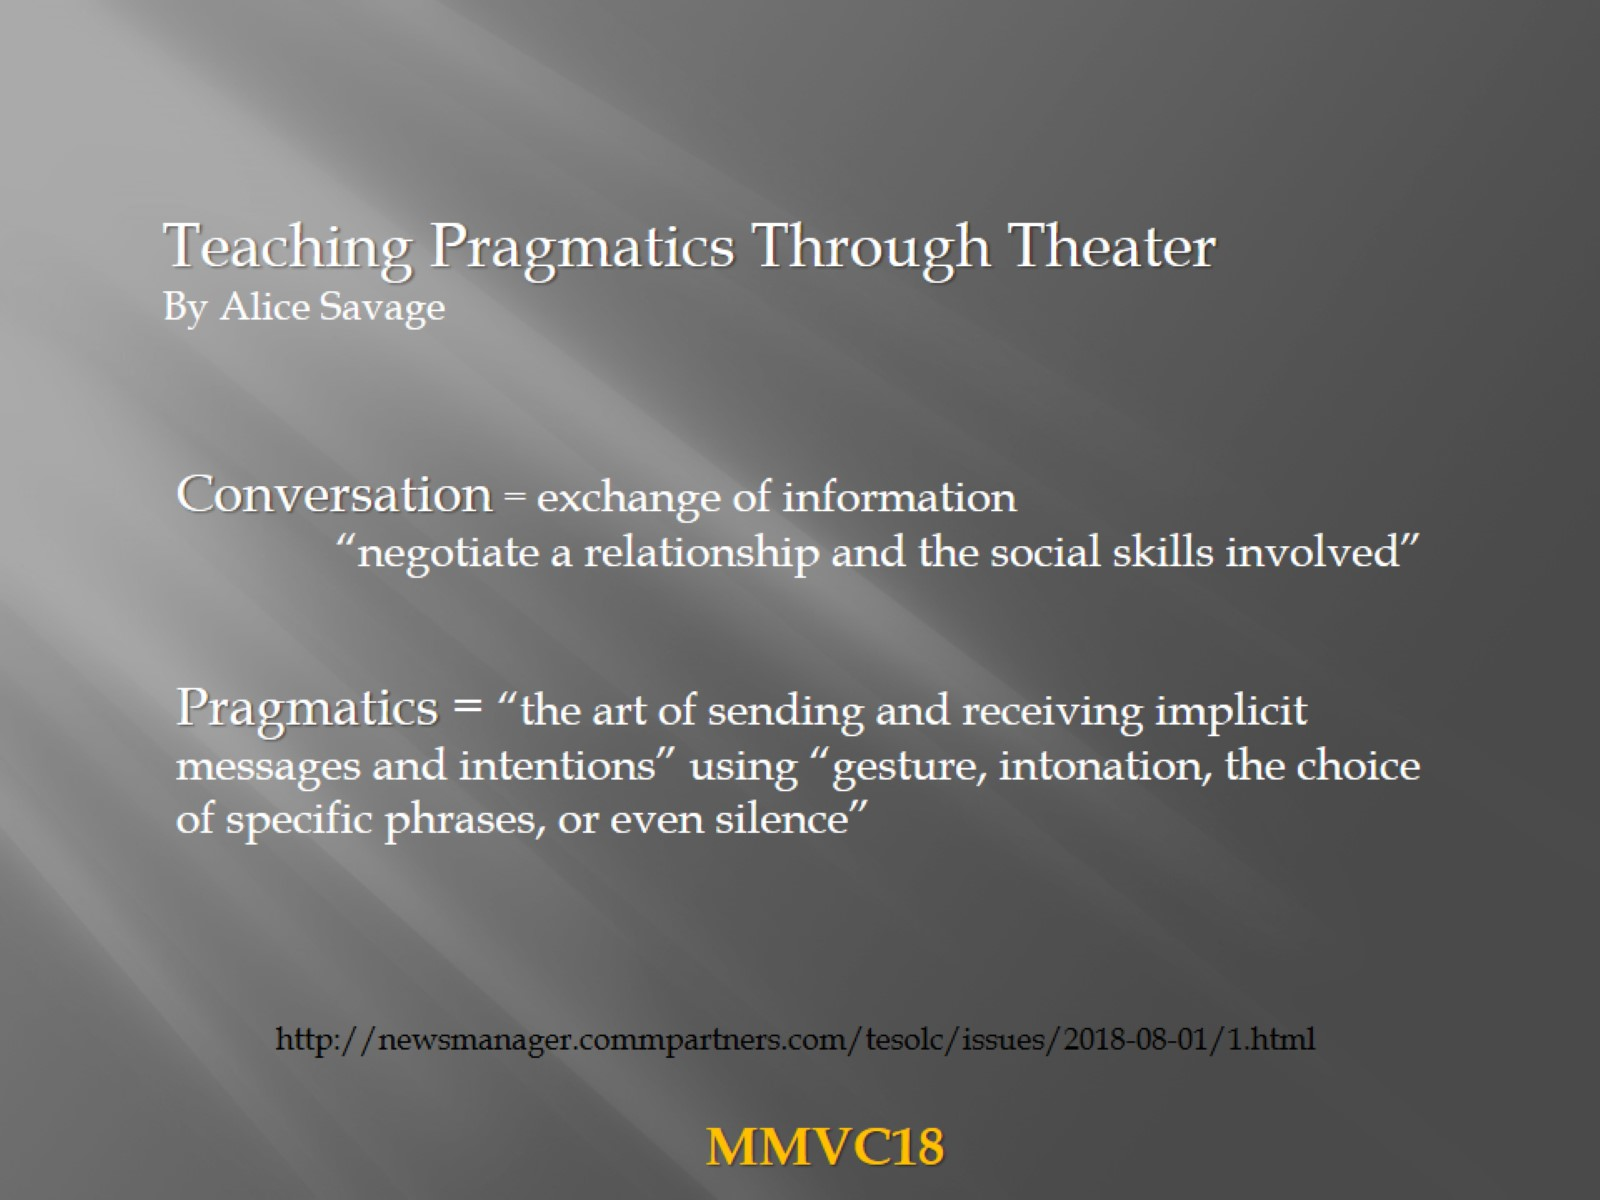 Teaching Pragmatics Through Theater
By Alice Savage
Conversation = exchange of information
“negotiate a relationship and the social skills involved”
Pragmatics = “the art of sending and receiving implicit
messages and intentions” using “gesture, intonation, the choice
of specific phrases, or even silence”
http://newsmanager.commpartners.com/tesolc/issues/2018-08-01/1.html
MMVC18